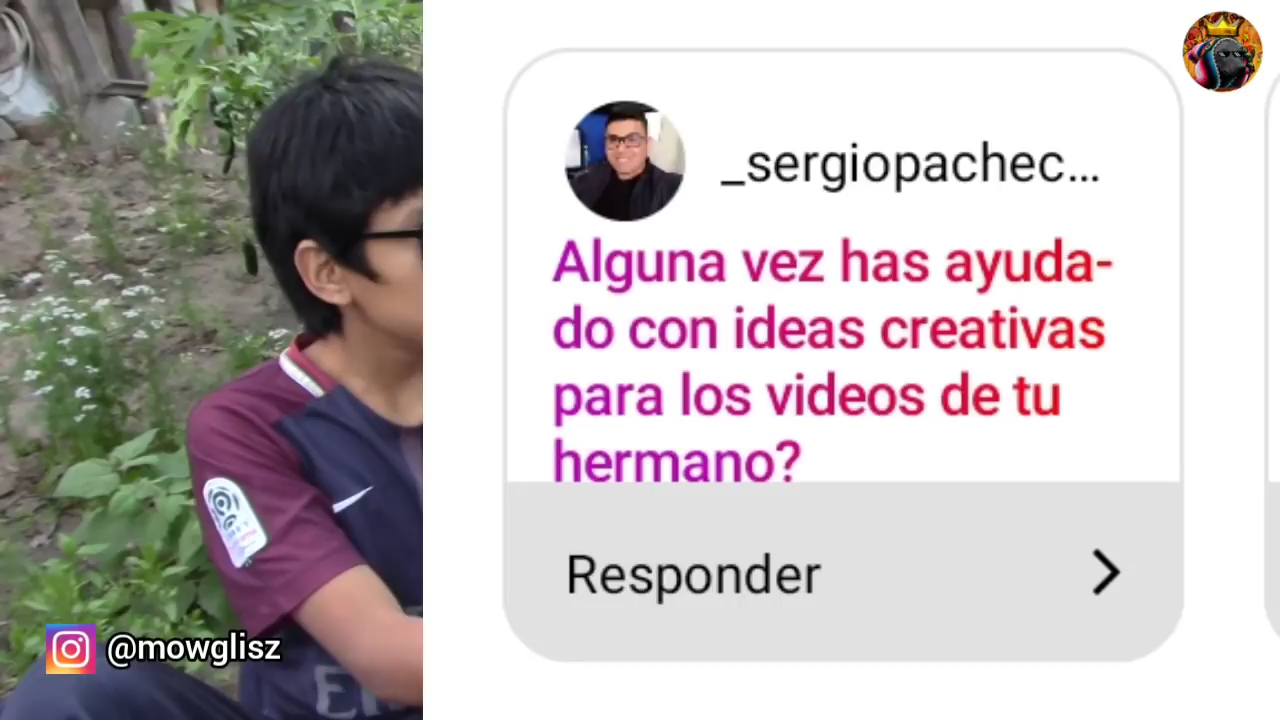 _sergiopachec...
Alguna vez has ayuda-
do con ideas creativas
para los videos de tu
hermano?
Responder
@mowglisz